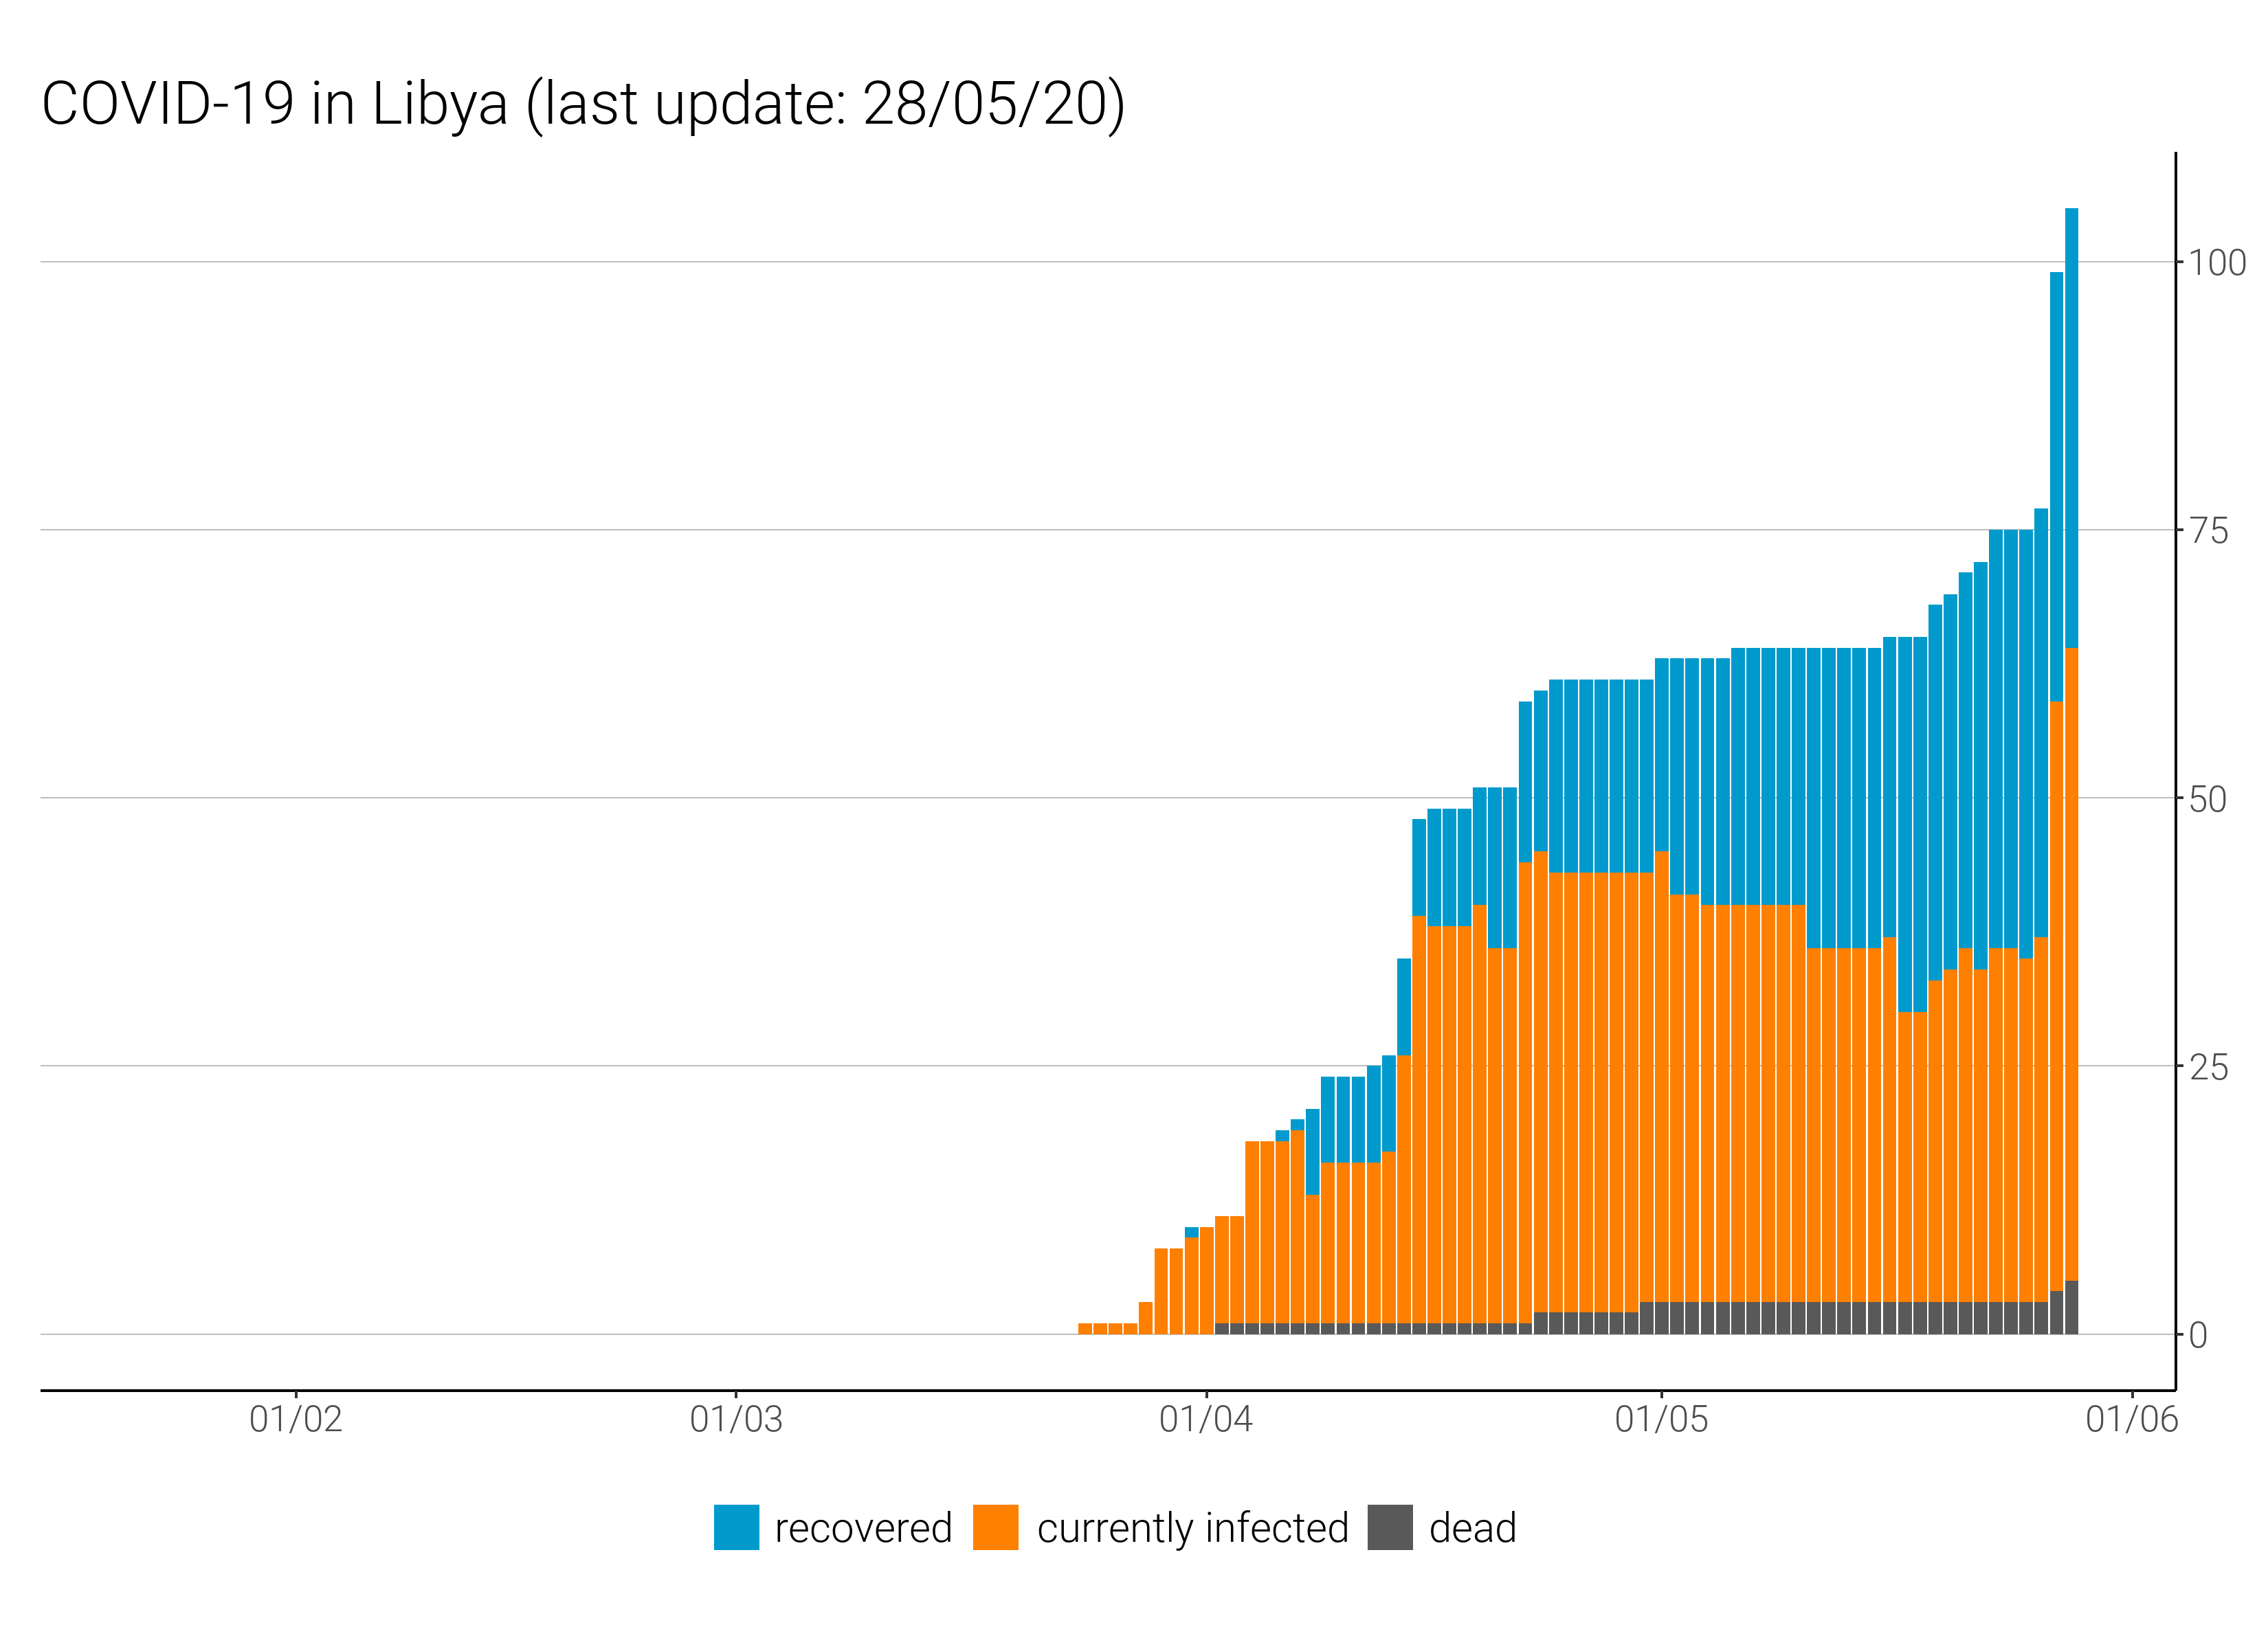 COVID-19 in Libya (last update: 28/05/20)
100
75
50
25
0
01/02 01/03 01/04 01/05 01/06
recovered currently infected dead